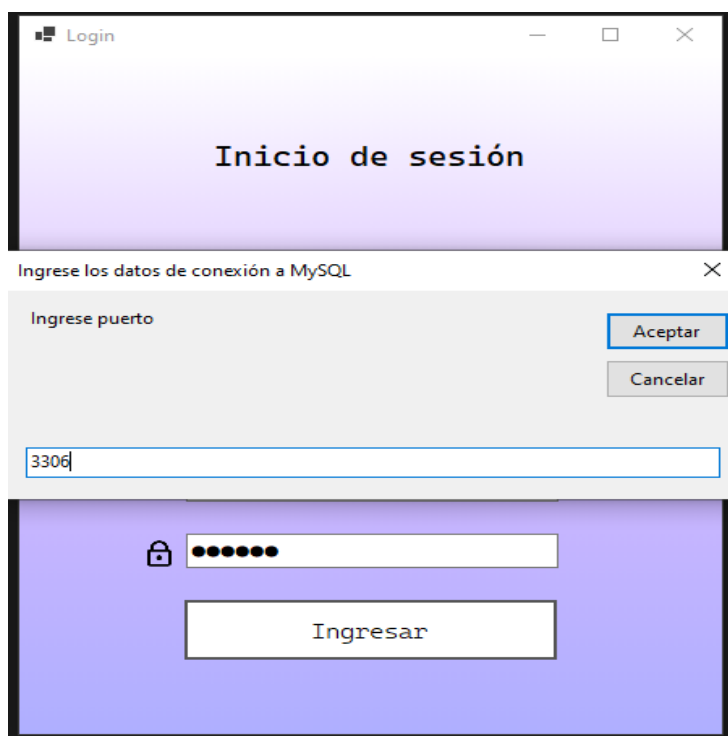 Login
Inicio de sesión
Ingrese los datos de conexión a MySQL
Ingrese puerto
Aceptar
Cancelar
3306
●●●●●●
Ingresar